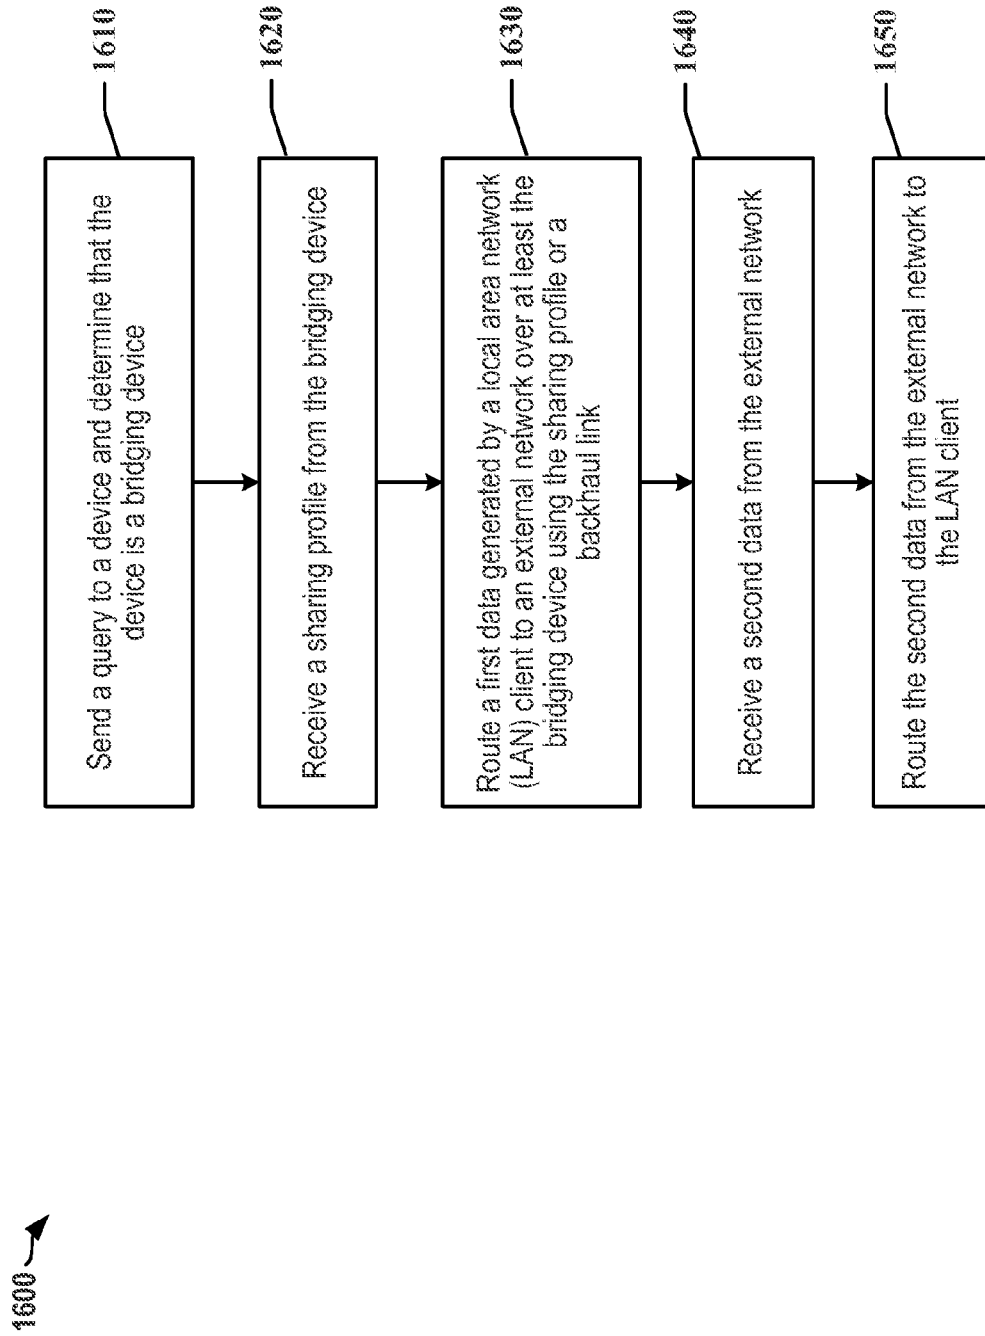 1600
Send a query to a device and determine that the
device is a bridging device
1610
Receive a sharing profile from the bridging device
1620
Route a first data generated by a local area network
(LAN) client to an external network over at least the
bridging device using the sharing profile or a
backhaul link
1630
Receive a second data from the external network
1640
Route the second data from the external network to
the LAN client
1650